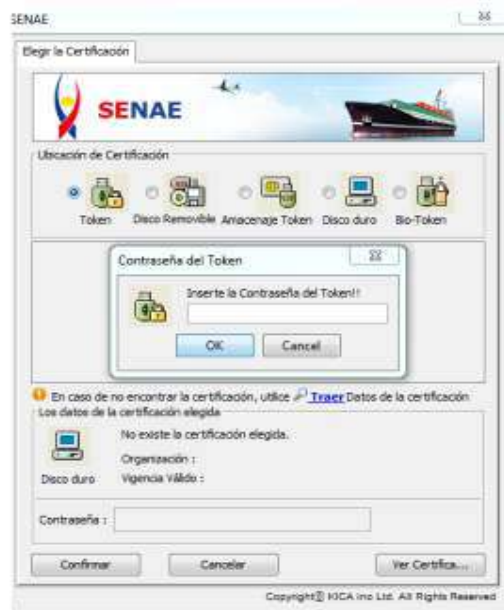 SENAE
Elegir la Certificación
SENAE
Ubicación de Certificación
Token Disco Removible Amacenaje Token Disco duro Bio-Token
Contraseña del Token
Inserte la Contraseña del Token!!
OK Cancel
En caso de no encontrar la certificación, utilice Traer Datos de la certificación
Los datos de la certificación elegida
No existe la certificación elegida.
Organización :
Disco duro Vigencia Válido :
Contraseña :
Confirmar Cancelar Ver Certifica...
Copyright KICA Inc Ltd. All Rights Reserved